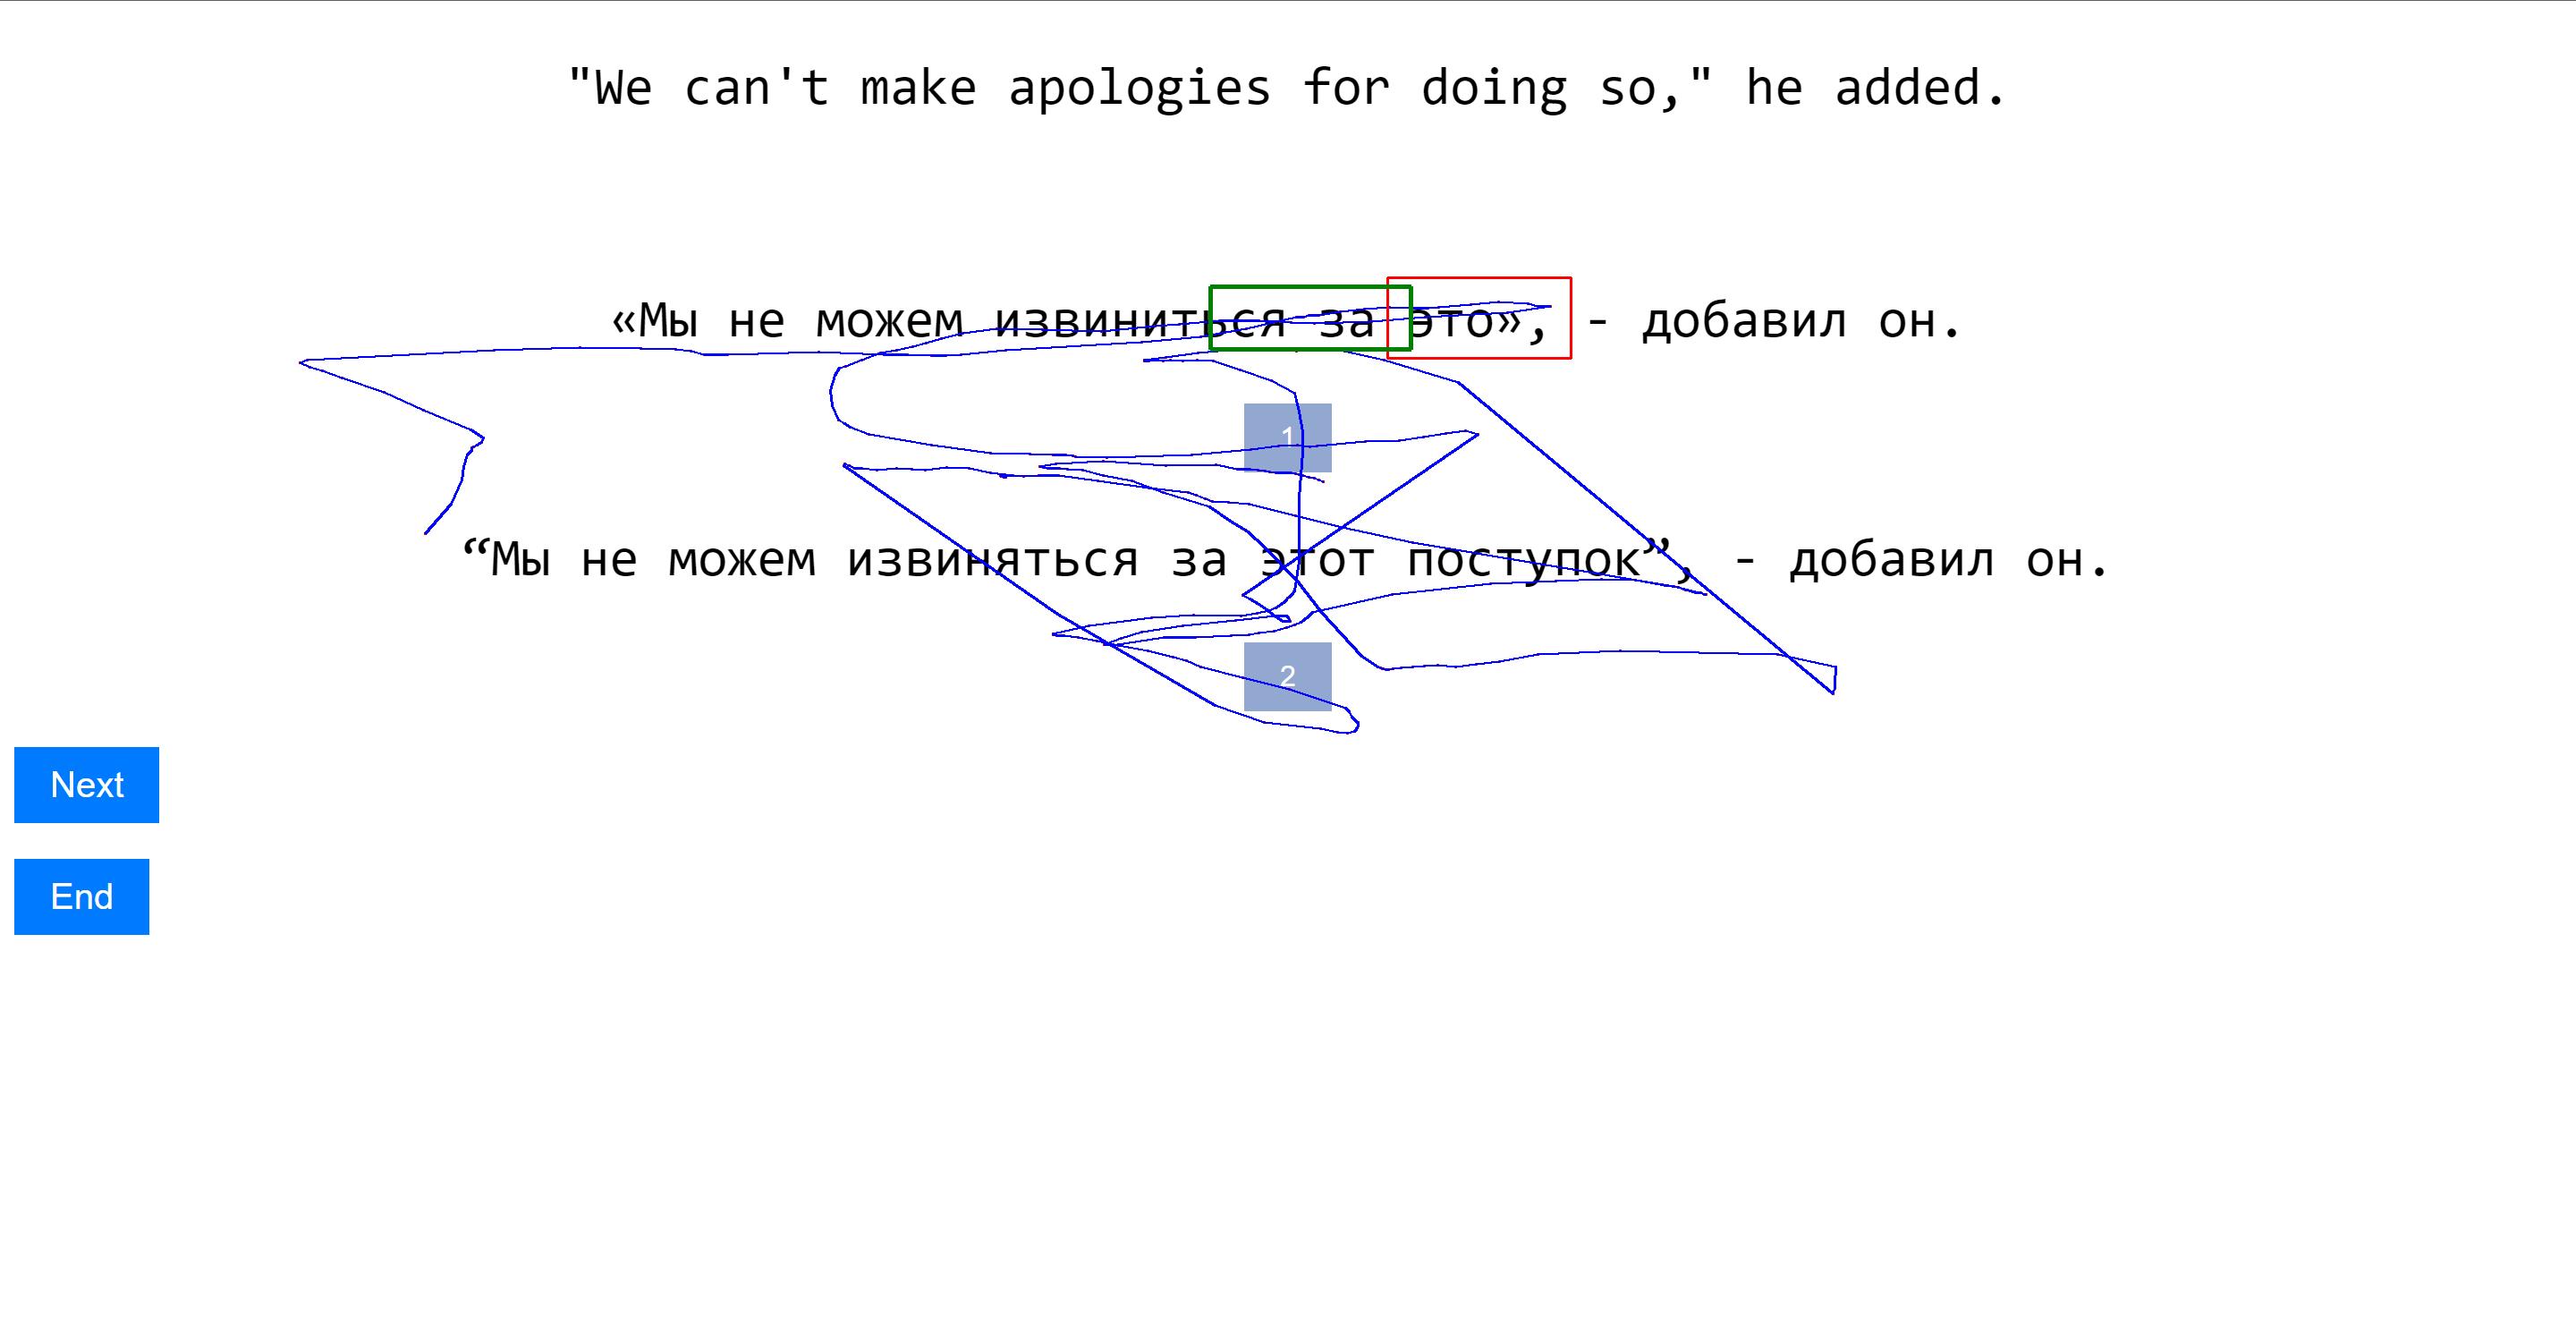 "We can't make apologies for doing so," he added.
«Мы не можем извиниться за это», - добавил он.
1
“Мы не можем извиняться за этот поступок”, - добавил он.
2
Next
End